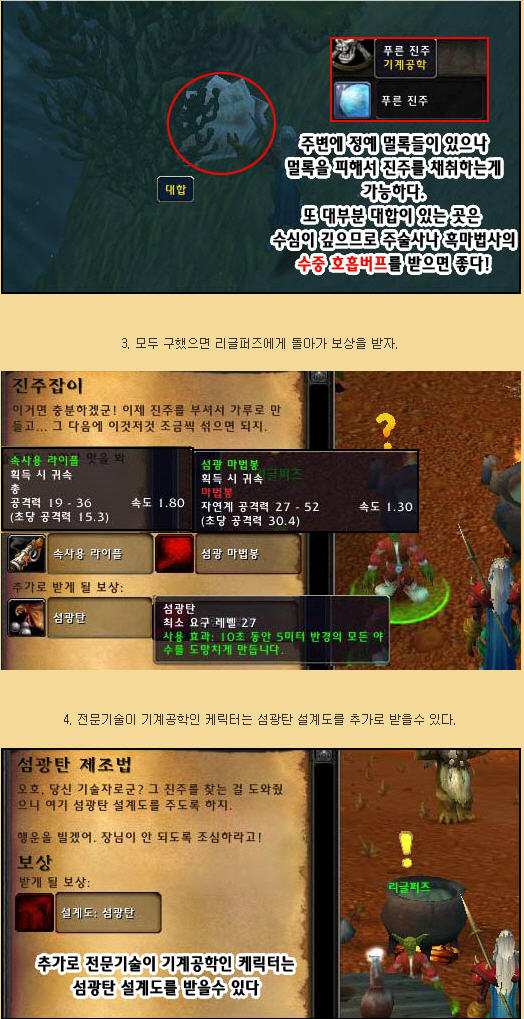 푸른 진주
기계공학
푸른 진주
대합
주변에 정예 멀록들이 있으나
멀록을 피해서 진주를 채취하는게
가능하다.
또 대부분 대합이 있는 곳은
수심이 깊으므로 주술사나 흑마법사의
수중 호흡버프를 받으면 좋다!
3. 모두 구했으면 리글퍼즈에게 돌아가 보상을 받자.
진주잡이
이거면 충분하겠군! 이제 진주를 부셔서 가루로 만
들고... 그 다음에 이것저것 조금씩 섞으면 되지.
맛을 봐
속사용 라이플
획득 시 귀속
총
공격력 19 - 36 속도 1.80
(초당 공격력 15.3)
섬광 마법봉
획득 시 귀속
마법봉
자연계 공격력 27 - 52 속도 1.30
(초당 공격력 30.4)
속사용 라이플
섬광 마법봉
추가로 받게 될 보상:
섬광탄
섬광탄
최소 요구 레벨 27
사용 효과: 10초 동안 5미터 반경의 모든 야
수를 도망치게 만듭니다.
4. 전문기술이 기계공학인 케릭터는 섬광탄 설계도를 추가로 받을수 있다.
섬광탄 제조법
오호, 당신 기술자로군? 그 진주를 찾는 걸 도와줬
으니 여기 섬광탄 설계도를 주도록 하지.
행운을 빌겠어. 장님이 안 되도록 조심하라고!
보상
받게 될 보상:
설계도: 섬광탄
리글퍼즈
추가로 전문기술이 기계공학인 케릭터는
섬광탄 설계도를 받을수 있다